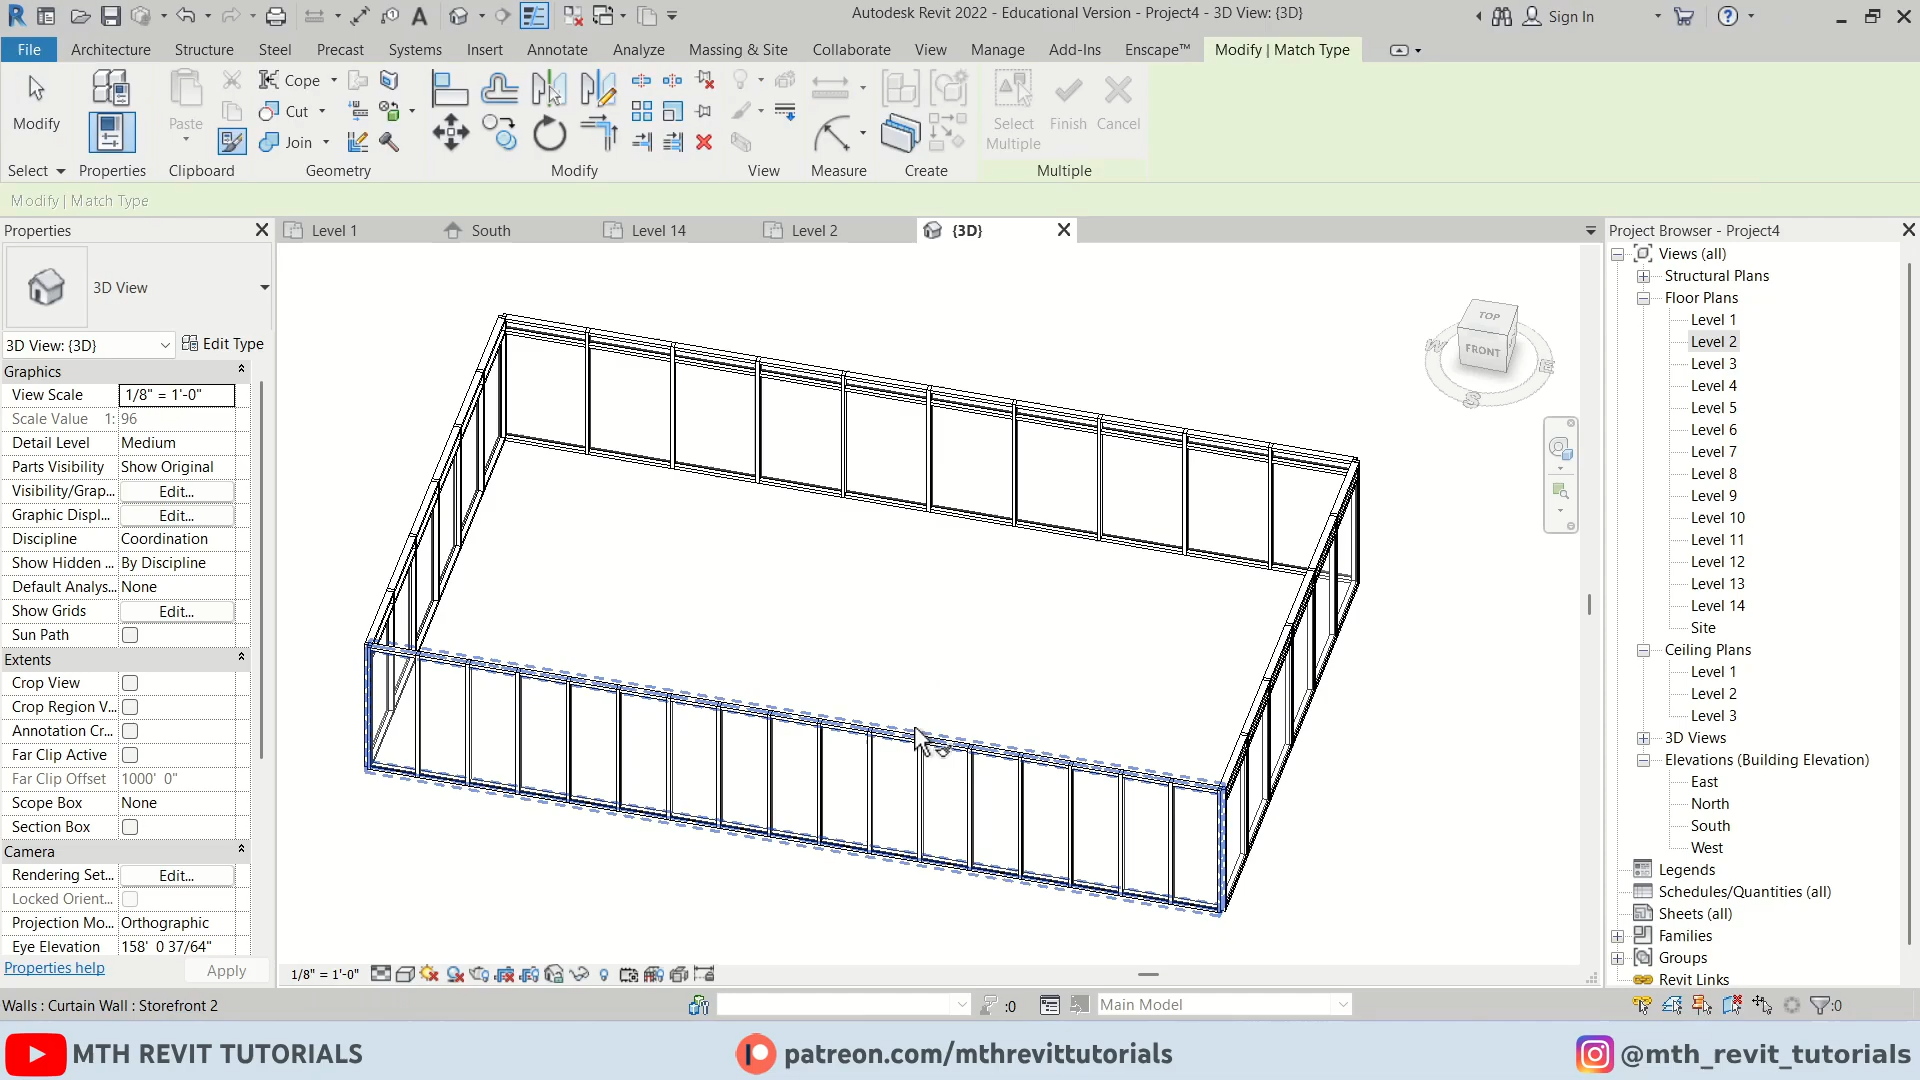 Autodesk Revit 2022 - Educational Version - Project4 - 3D View: {3D}
Sign In
File
Architecture
Structure
Steel
Precast
Systems
Insert
Annotate
Analyze
Massing & Site
Collaborate
View
Manage
Add-Ins
Enscape™
Modify | Match Type
Modify
Paste
Cope
Cut
Join
Select Multiple
Finish
Cancel
Select
Properties
Clipboard
Geometry
Modify
View
Measure
Create
Multiple
Modify | Match Type
Properties
Level 1
South
Level 14
Level 2
{3D}
Project Browser - Project4
3D View
3D View: {3D}
Edit Type
Graphics
View Scale 1/8" = 1'-0"
Scale Value 1: 96
Detail Level Medium
Parts Visibility Show Original
Visibility/Grap... Edit...
Graphic Displ... Edit...
Discipline Coordination
Show Hidden ... By Discipline
Default Analys... None
Show Grids Edit...
Sun Path
Extents
Crop View
Crop Region V...
Annotation Cr...
Far Clip Active
Far Clip Offset 1000' 0"
Scope Box None
Section Box
Camera
Rendering Set... Edit...
Locked Orient...
Projection Mo... Orthographic
Eye Elevation 158' 0 37/64"
Properties help
Apply
TOP
FRONT
W
E
S
Views (all)
Structural Plans
Floor Plans
Level 1
Level 2
Level 3
Level 4
Level 5
Level 6
Level 7
Level 8
Level 9
Level 10
Level 11
Level 12
Level 13
Level 14
Site
Ceiling Plans
Level 1
Level 2
Level 3
3D Views
Elevations (Building Elevation)
East
North
South
West
Legends
Schedules/Quantities (all)
Sheets (all)
Families
Groups
Revit Links
1/8" = 1'-0"
Walls : Curtain Wall : Storefront 2
:0
Main Model
:0
MTH REVIT TUTORIALS
patreon.com/mthrevittutorials
@mth_revit_tutorials